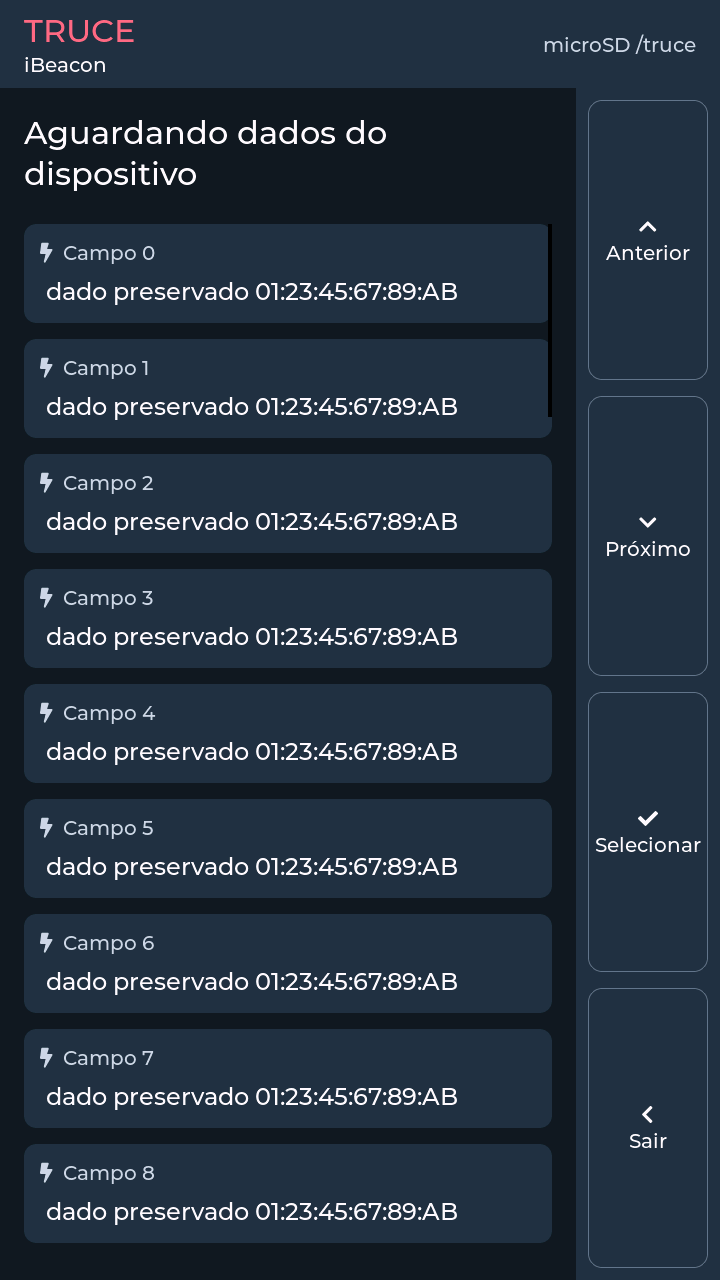 TRUCE
iBeacon
microSD /truce
Aguardando dados do
dispositivo
Campo 0
dado preservado 01:23:45:67:89:AB
Campo 1
dado preservado 01:23:45:67:89:AB
Campo 2
dado preservado 01:23:45:67:89:AB
Campo 3
dado preservado 01:23:45:67:89:AB
Campo 4
dado preservado 01:23:45:67:89:AB
Campo 5
dado preservado 01:23:45:67:89:AB
Campo 6
dado preservado 01:23:45:67:89:AB
Campo 7
dado preservado 01:23:45:67:89:AB
Campo 8
dado preservado 01:23:45:67:89:AB
Anterior
Próximo
Selecionar
Sair